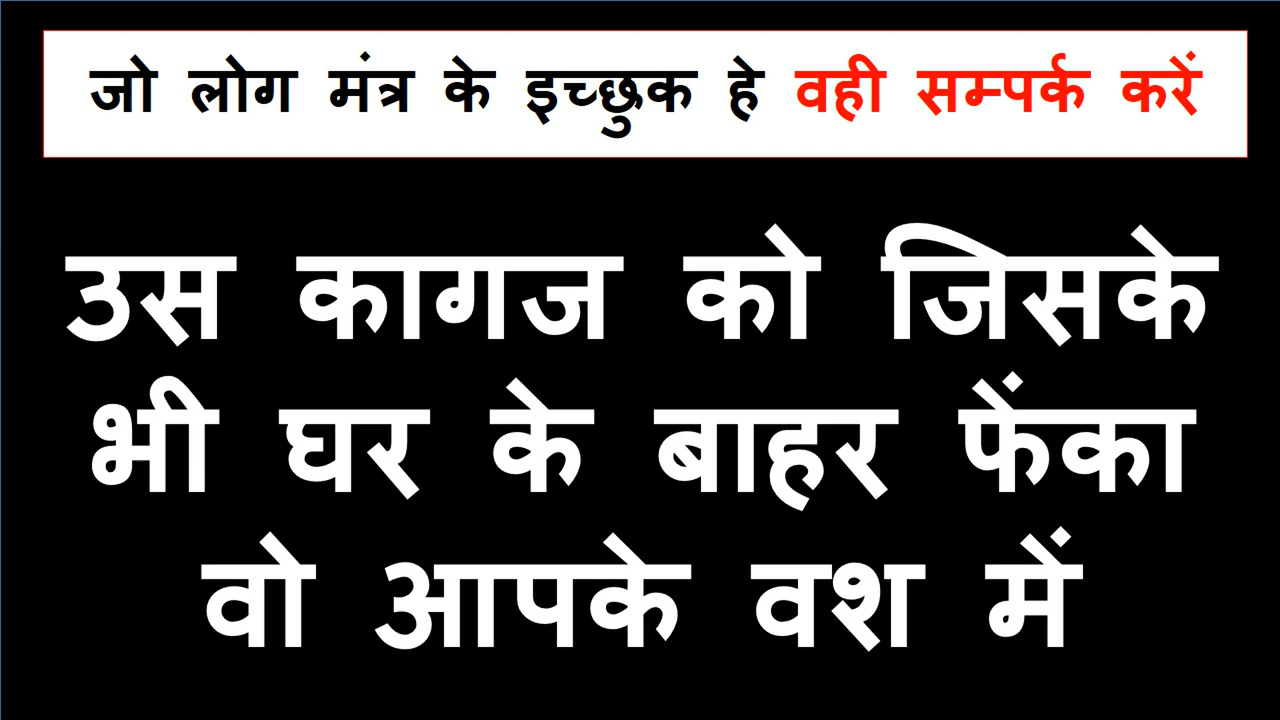 जो लोग मंत्र के इच्छुक हे वही सम्पर्क करें
उस कागज को जिसके
भी घर के बाहर फेंका
वो आपके वश में